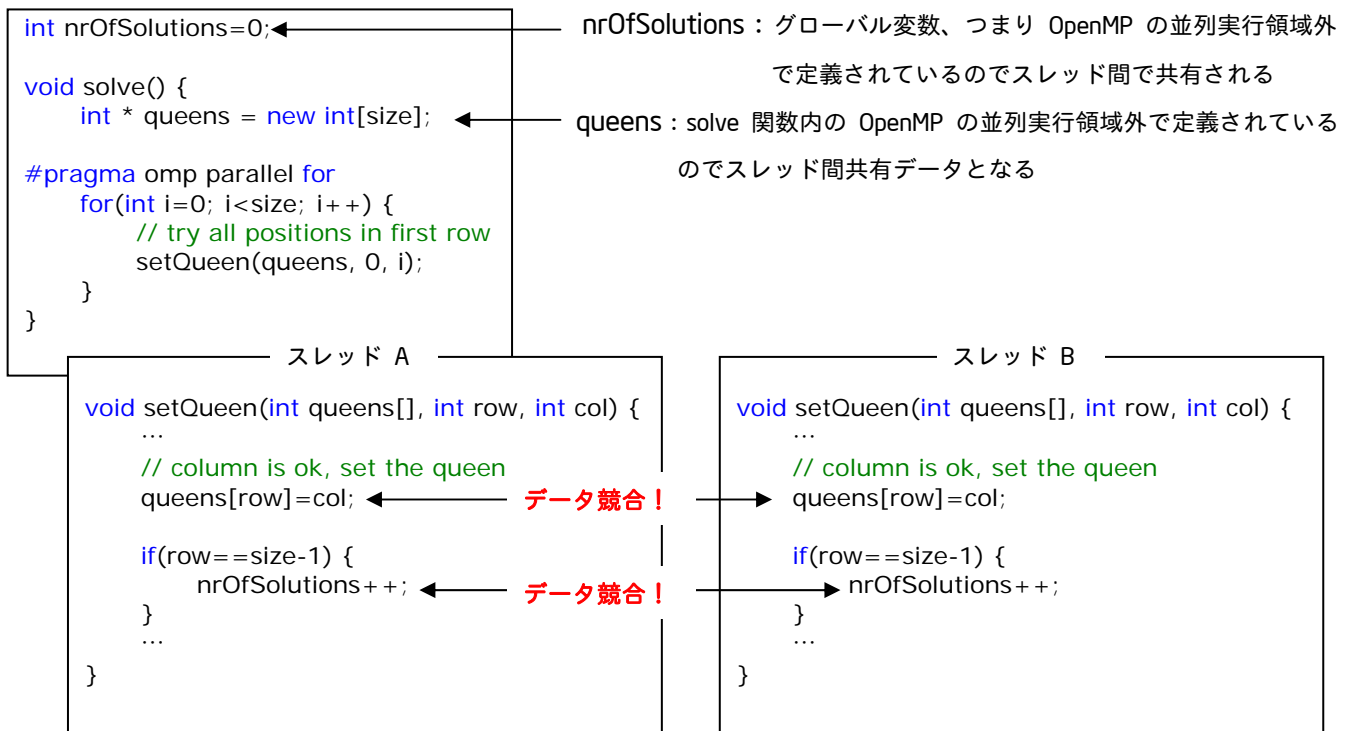 int nrOfSolutions=0;
void solve() {
int * queens = new int[size];
#pragma omp parallel for
for(int i=0; i<size; i++) {
// try all positions in first row
setQueen(queens, 0, i);
}
}
nrOfSolutions：グローバル変数、つまり OpenMP の並列実行領域外
で定義されているのでスレッド間で共有される
queens：solve 関数内の OpenMP の並列実行領域外で定義されている
のでスレッド間共有データとなる
スレッド A
void setQueen(int queens[], int row, int col) {
…
// column is ok, set the queen
queens[row]=col;
if(row==size-1) {
nrOfSolutions++;
}
…
}
データ競合！
データ競合！
スレッド B
void setQueen(int queens[], int row, int col) {
…
// column is ok, set the queen
queens[row]=col;
if(row==size-1) {
nrOfSolutions++;
}
…
}